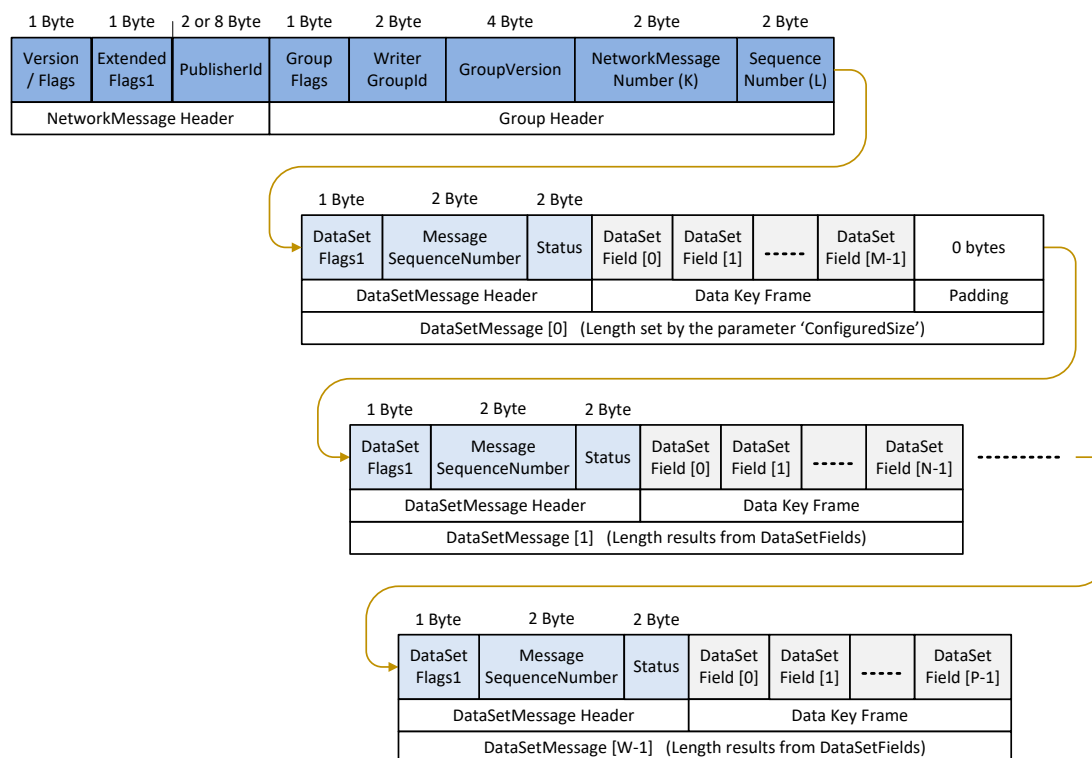 1 Byte 1 Byte 2 or 8 Byte 1 Byte 2 Byte 4 Byte 2 Byte 2 Byte
Version Extended PublisherId Group Writer GroupVersion NetworkMessage Sequence
/ Flags Flags1 Flags GroupId Number (K) Number (L)
NetworkMessage Header Group Header
1 Byte 2 Byte 2 Byte
DataSet Message Status DataSet DataSet DataSet 0 bytes
Flags1 SequenceNumber Field [0] Field [1] Field [M-1]
DataSetMessage Header Data Key Frame Padding
DataSetMessage [0] (Length set by the parameter ‘ConfiguredSize’)
1 Byte 2 Byte 2 Byte
DataSet Message Status DataSet DataSet DataSet
Flags1 SequenceNumber Field [0] Field [1] Field [N-1]
DataSetMessage Header Data Key Frame
DataSetMessage [1] (Length results from DataSetFields)
1 Byte 2 Byte 2 Byte
DataSet Message Status DataSet DataSet DataSet
Flags1 SequenceNumber Field [0] Field [1] Field [P-1]
DataSetMessage Header Data Key Frame
DataSetMessage [W-1] (Length results from DataSetFields)